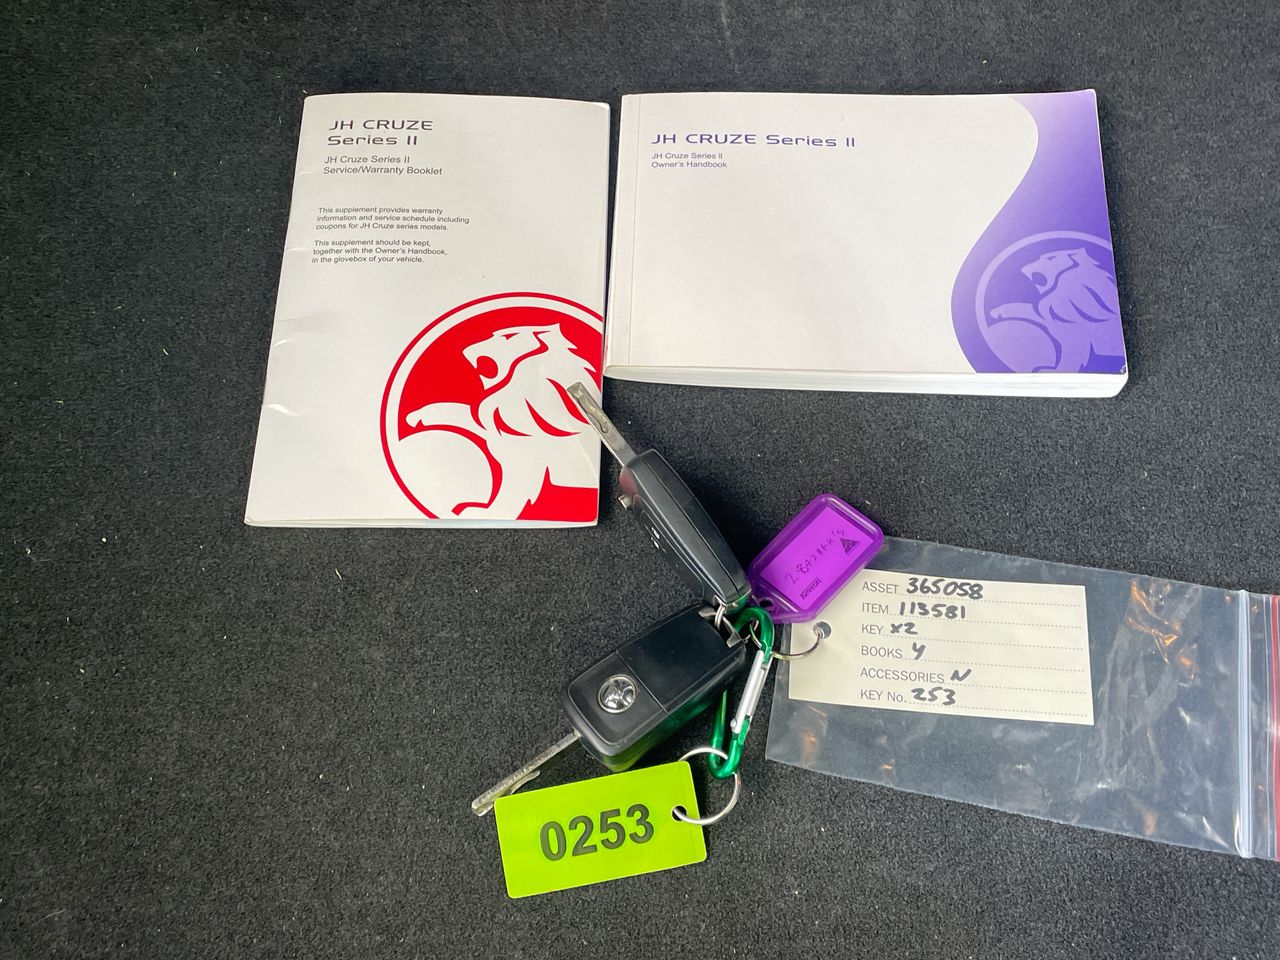 JH CRUZE
Series II
JH Cruze Series II
Service/Warranty Booklet
This supplement provides warranty
information and service schedule including
coupons for JH Cruze series models.
This supplement should be kept,
together with the Owner's Handbook,
in the glovebox of your vehicle.
JH CRUZE Series II
JH Cruze Series II
Owner's Handbook
Kevron
ASSET 365058
ITEM 113581
KEY x2
BOOKS Y
ACCESSORIES N
KEY No. 253
0253